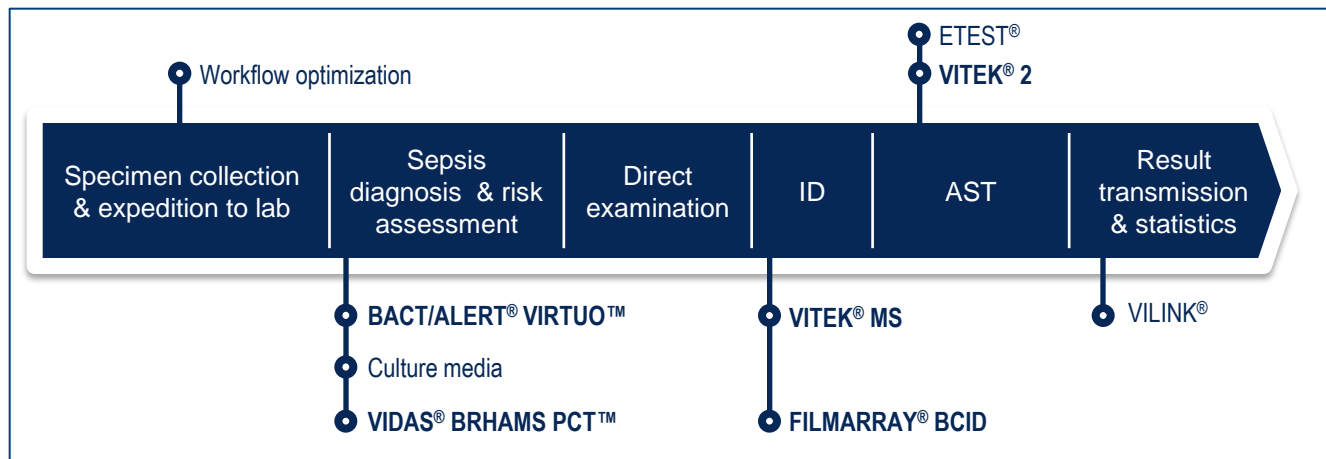 ETEST®
Workflow optimization
VITEK® 2
Specimen collection
& expedition to lab
Sepsis
diagnosis & risk
assessment
Direct
examination
ID
AST
Result
transmission
& statistics
BACT/ALERT® VIRTUO™
Culture media
VIDAS® BRHAMS PCT™
VITEK® MS
FILMARRAY® BCID
VILINK®